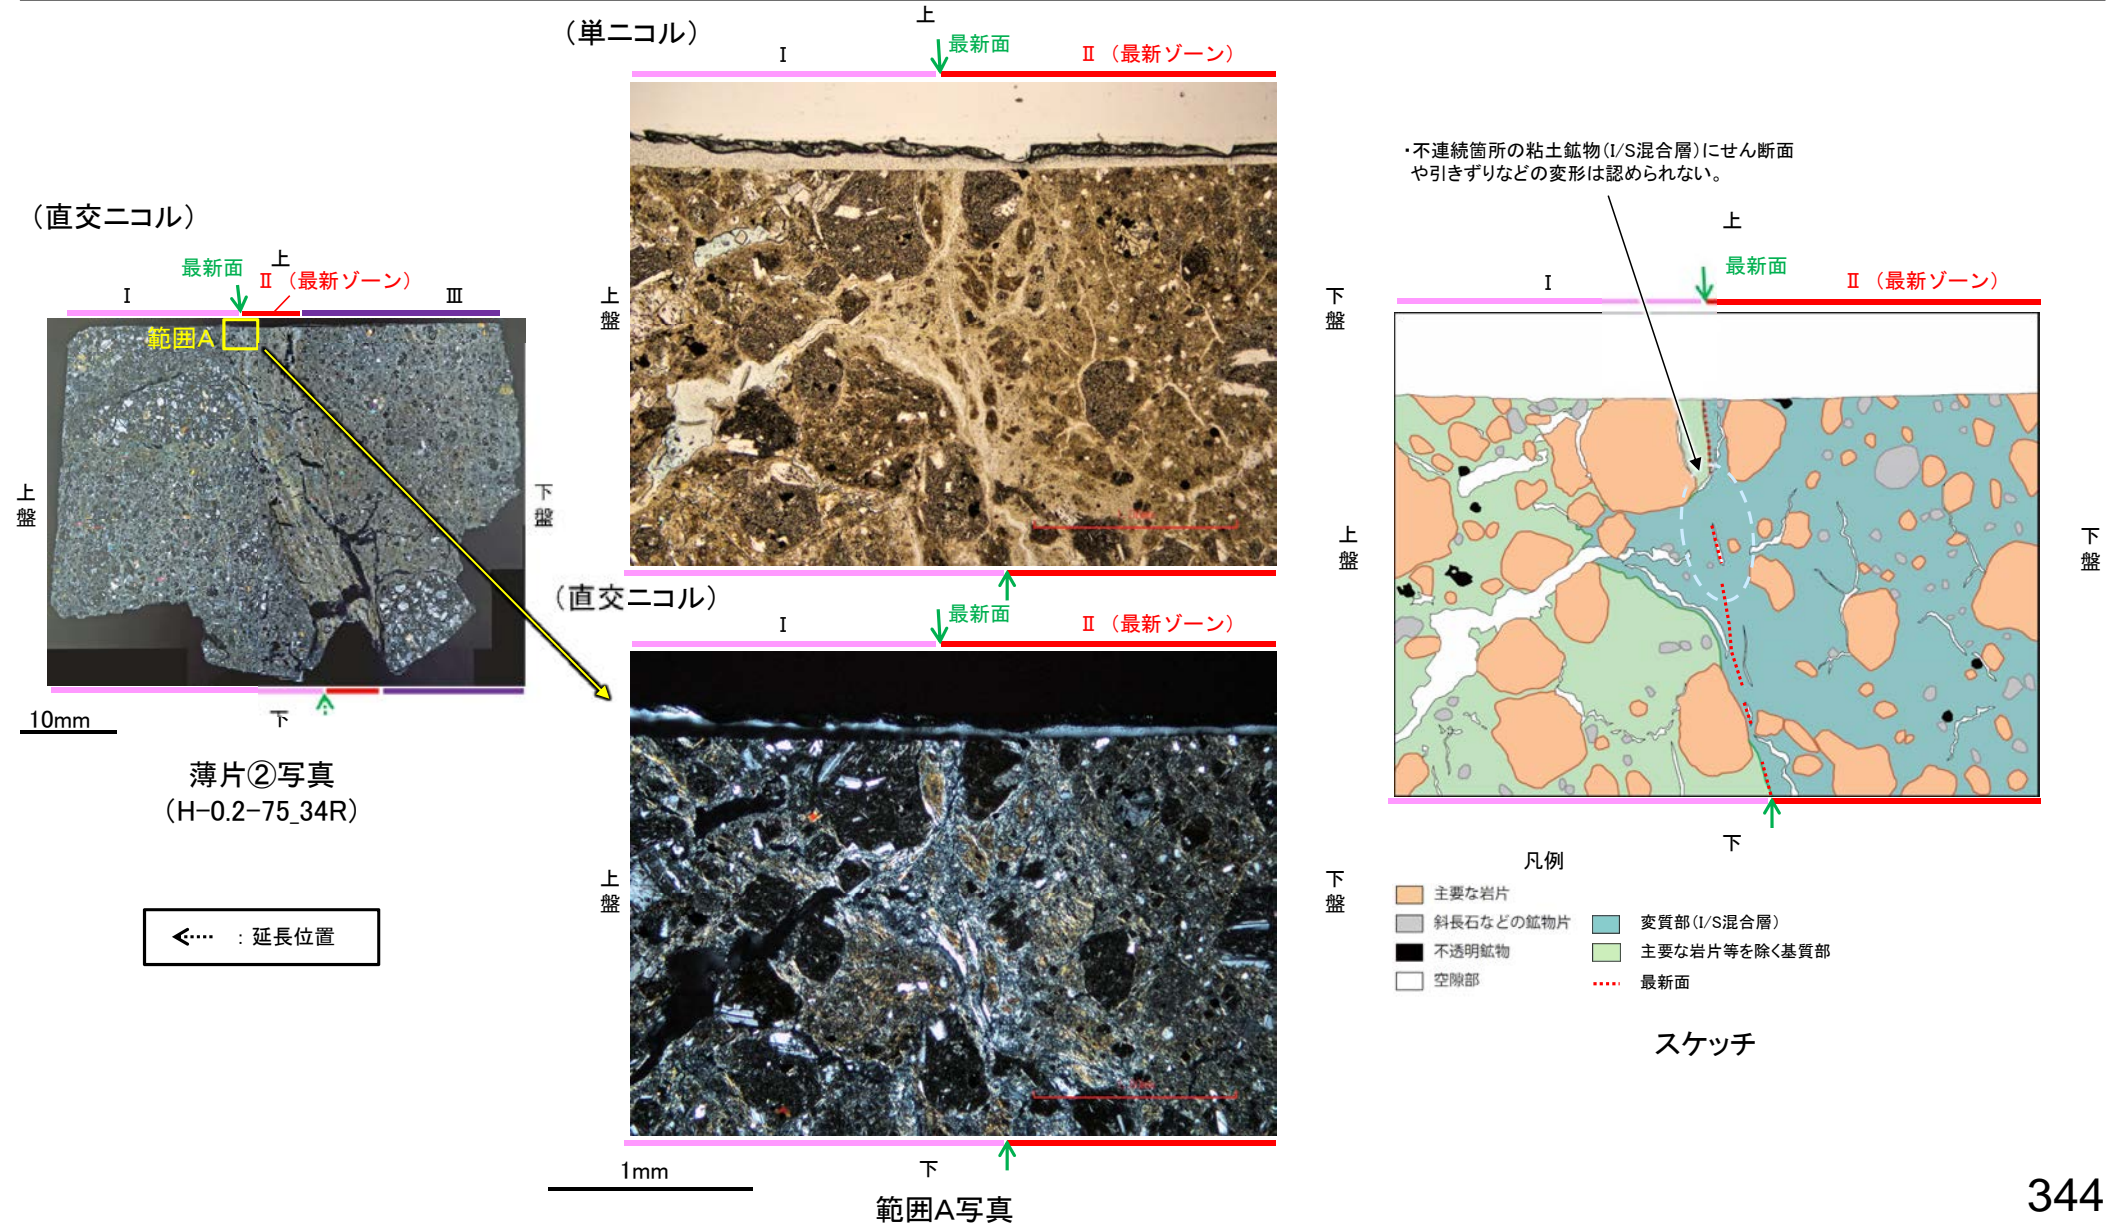 （直交ニコル）
上
最新面
Ⅱ （最新ゾーン）
Ⅰ
Ⅲ
範囲A
上盤
下盤
下
10mm
薄片②写真
（H-0.2-75_34R）
：延長位置
（単ニコル）
上
最新面
Ⅰ
Ⅱ （最新ゾーン）
上盤
下盤
（直交ニコル）
最新面
Ⅰ
Ⅱ （最新ゾーン）
上盤
下盤
下
1mm
範囲A写真
・不連続箇所の粘土鉱物(I/S混合層)にせん断面
や引きずりなどの変形は認められない。
上
最新面
Ⅰ
Ⅱ （最新ゾーン）
上盤
下盤
下
凡例
主要な岩片
斜長石などの鉱物片
不透明鉱物
空隙部
変質部(I/S混合層)
主要な岩片等を除く基質部
最新面
スケッチ
344